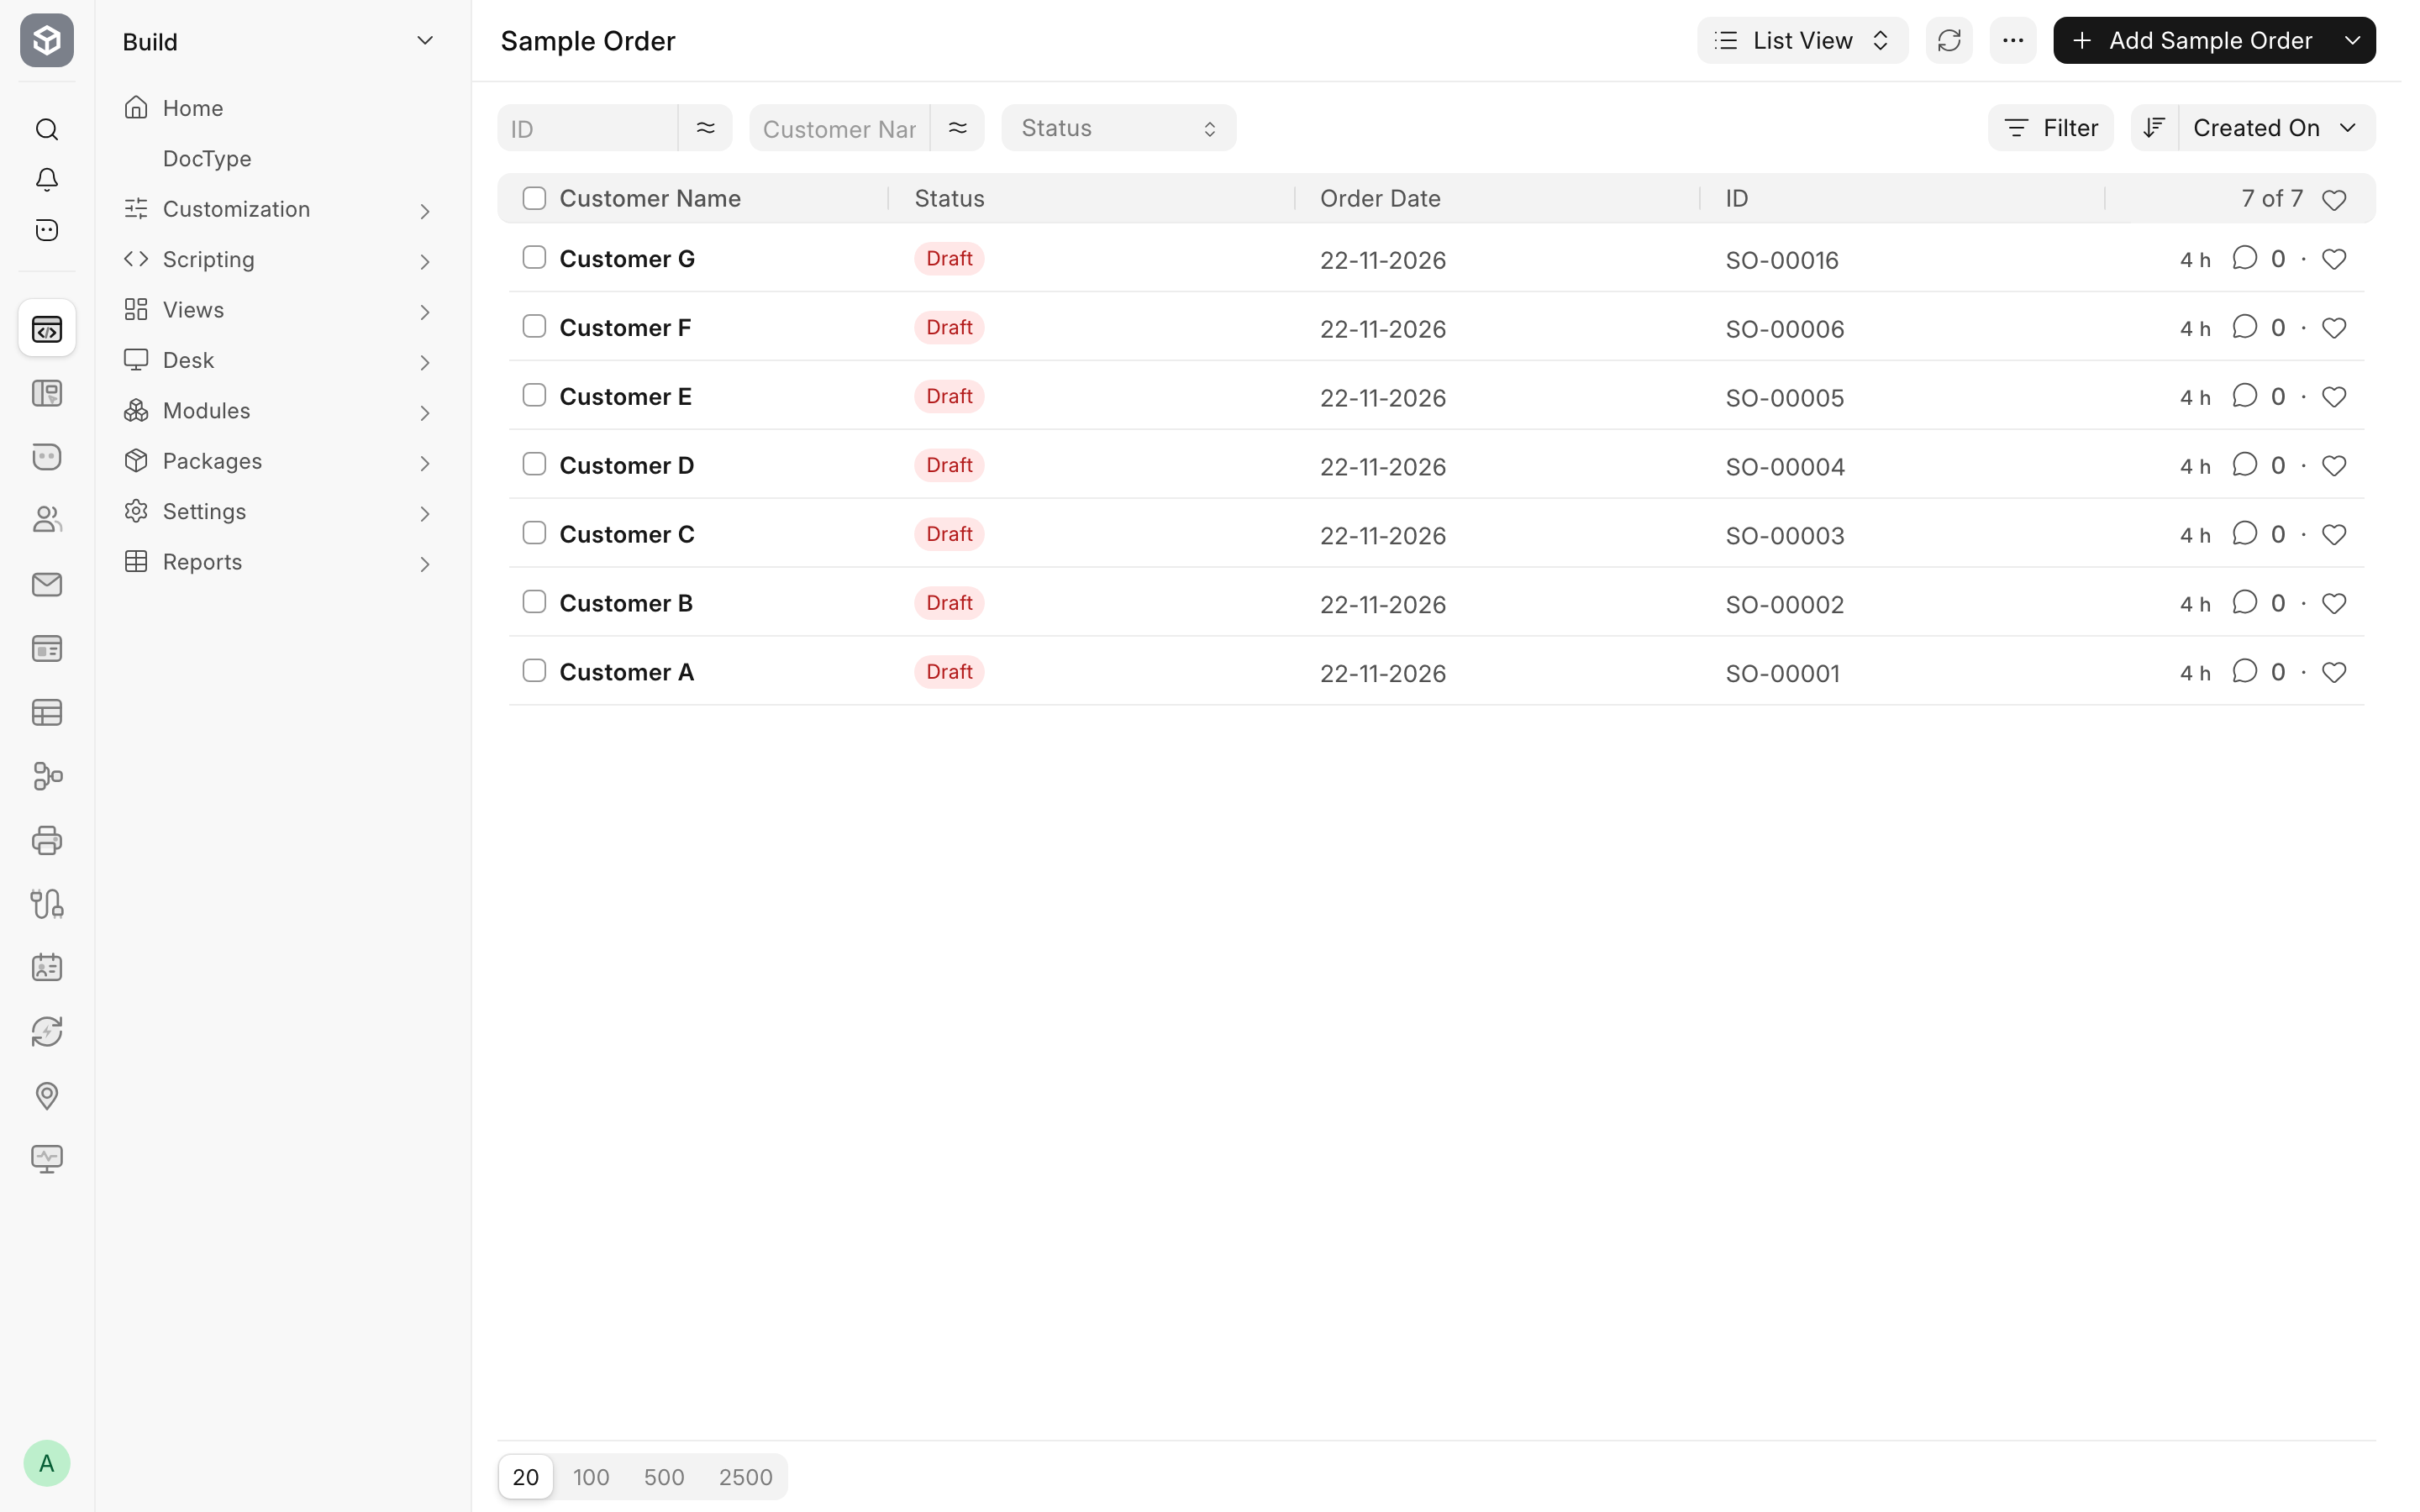 Build
Home
DocType
Customization
Scripting
Views
Desk
Modules
Packages
Settings
Reports
A
Sample Order
List View
Add Sample Order
ID
Customer Nar
Status
Filter
Created On
Customer Name Status Order Date ID 7 of 7
Customer G Draft 22-11-2026 SO-00016 4 h 0
Customer F Draft 22-11-2026 SO-00006 4 h 0
Customer E Draft 22-11-2026 SO-00005 4 h 0
Customer D Draft 22-11-2026 SO-00004 4 h 0
Customer C Draft 22-11-2026 SO-00003 4 h 0
Customer B Draft 22-11-2026 SO-00002 4 h 0
Customer A Draft 22-11-2026 SO-00001 4 h 0
20 100 500 2500